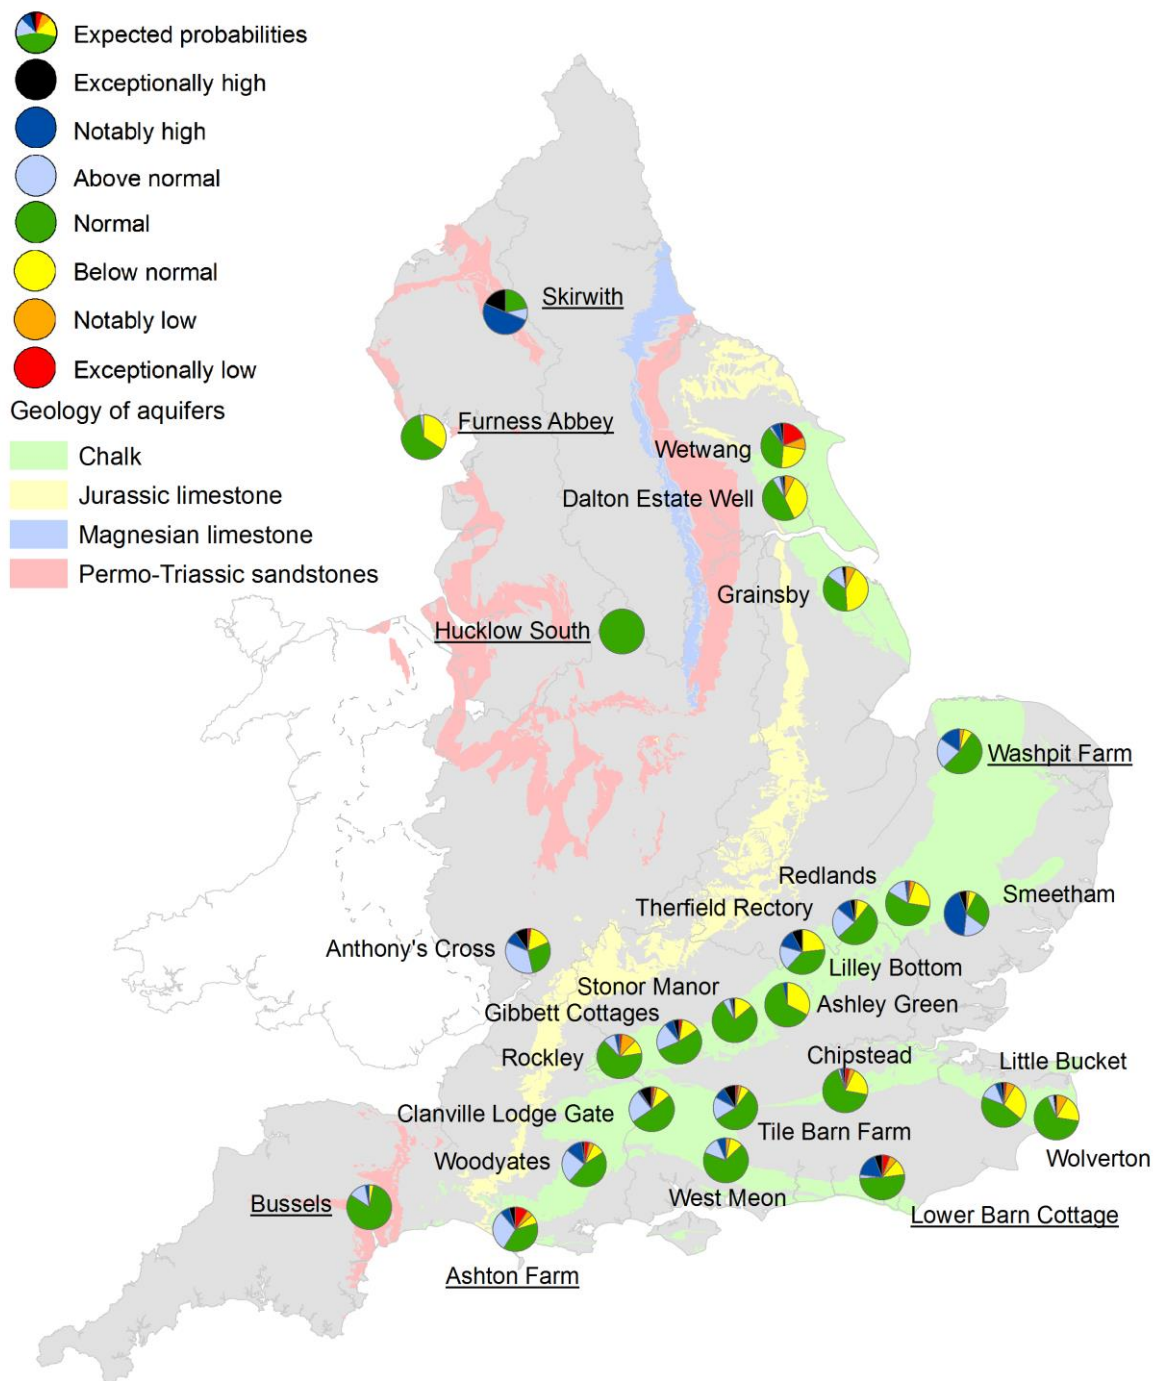 Expected probabilities
Exceptionally high
Notably high
Above normal
Normal
Below normal
Notably low
Exceptionally low
Geology of aquifers
Chalk
Jurassic limestone
Magnesian limestone
Permo-Triassic sandstones
Skirwith
Furness Abbey
Wetwang
Dalton Estate Well
Grainsby
Hucklow South
Washpit Farm
Redlands
Smeetham
Therfield Rectory
Anthony's Cross
Lilley Bottom
Stonor Manor
Ashley Green
Gibbett Cottages
Rockley
Chipstead
Little Bucket
Clanville Lodge Gate
Tile Barn Farm
Wolverton
Woodyates
West Meon
Bussels
Lower Barn Cottage
Ashton Farm